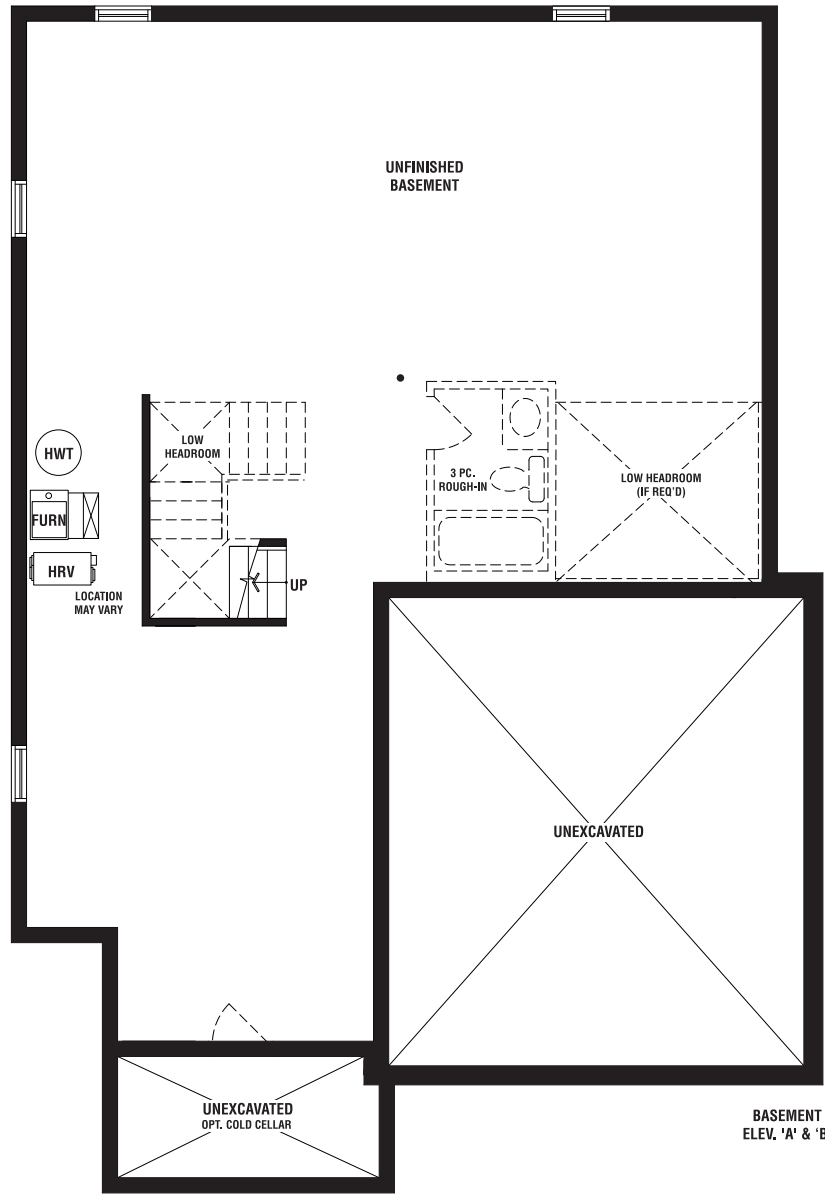 UNFINISHED
BASEMENT
LOW
HEADROOM
HWT
3 PC.
ROUGH-IN
LOW HEADROOM
(IF REQ'D)
FURN
HRV
LOCATION
MAY VARY
UP
UNEXCAVATED
UNEXCAVATED
OPT. COLD CELLAR
BASEMENT
ELEV. 'A' & 'B